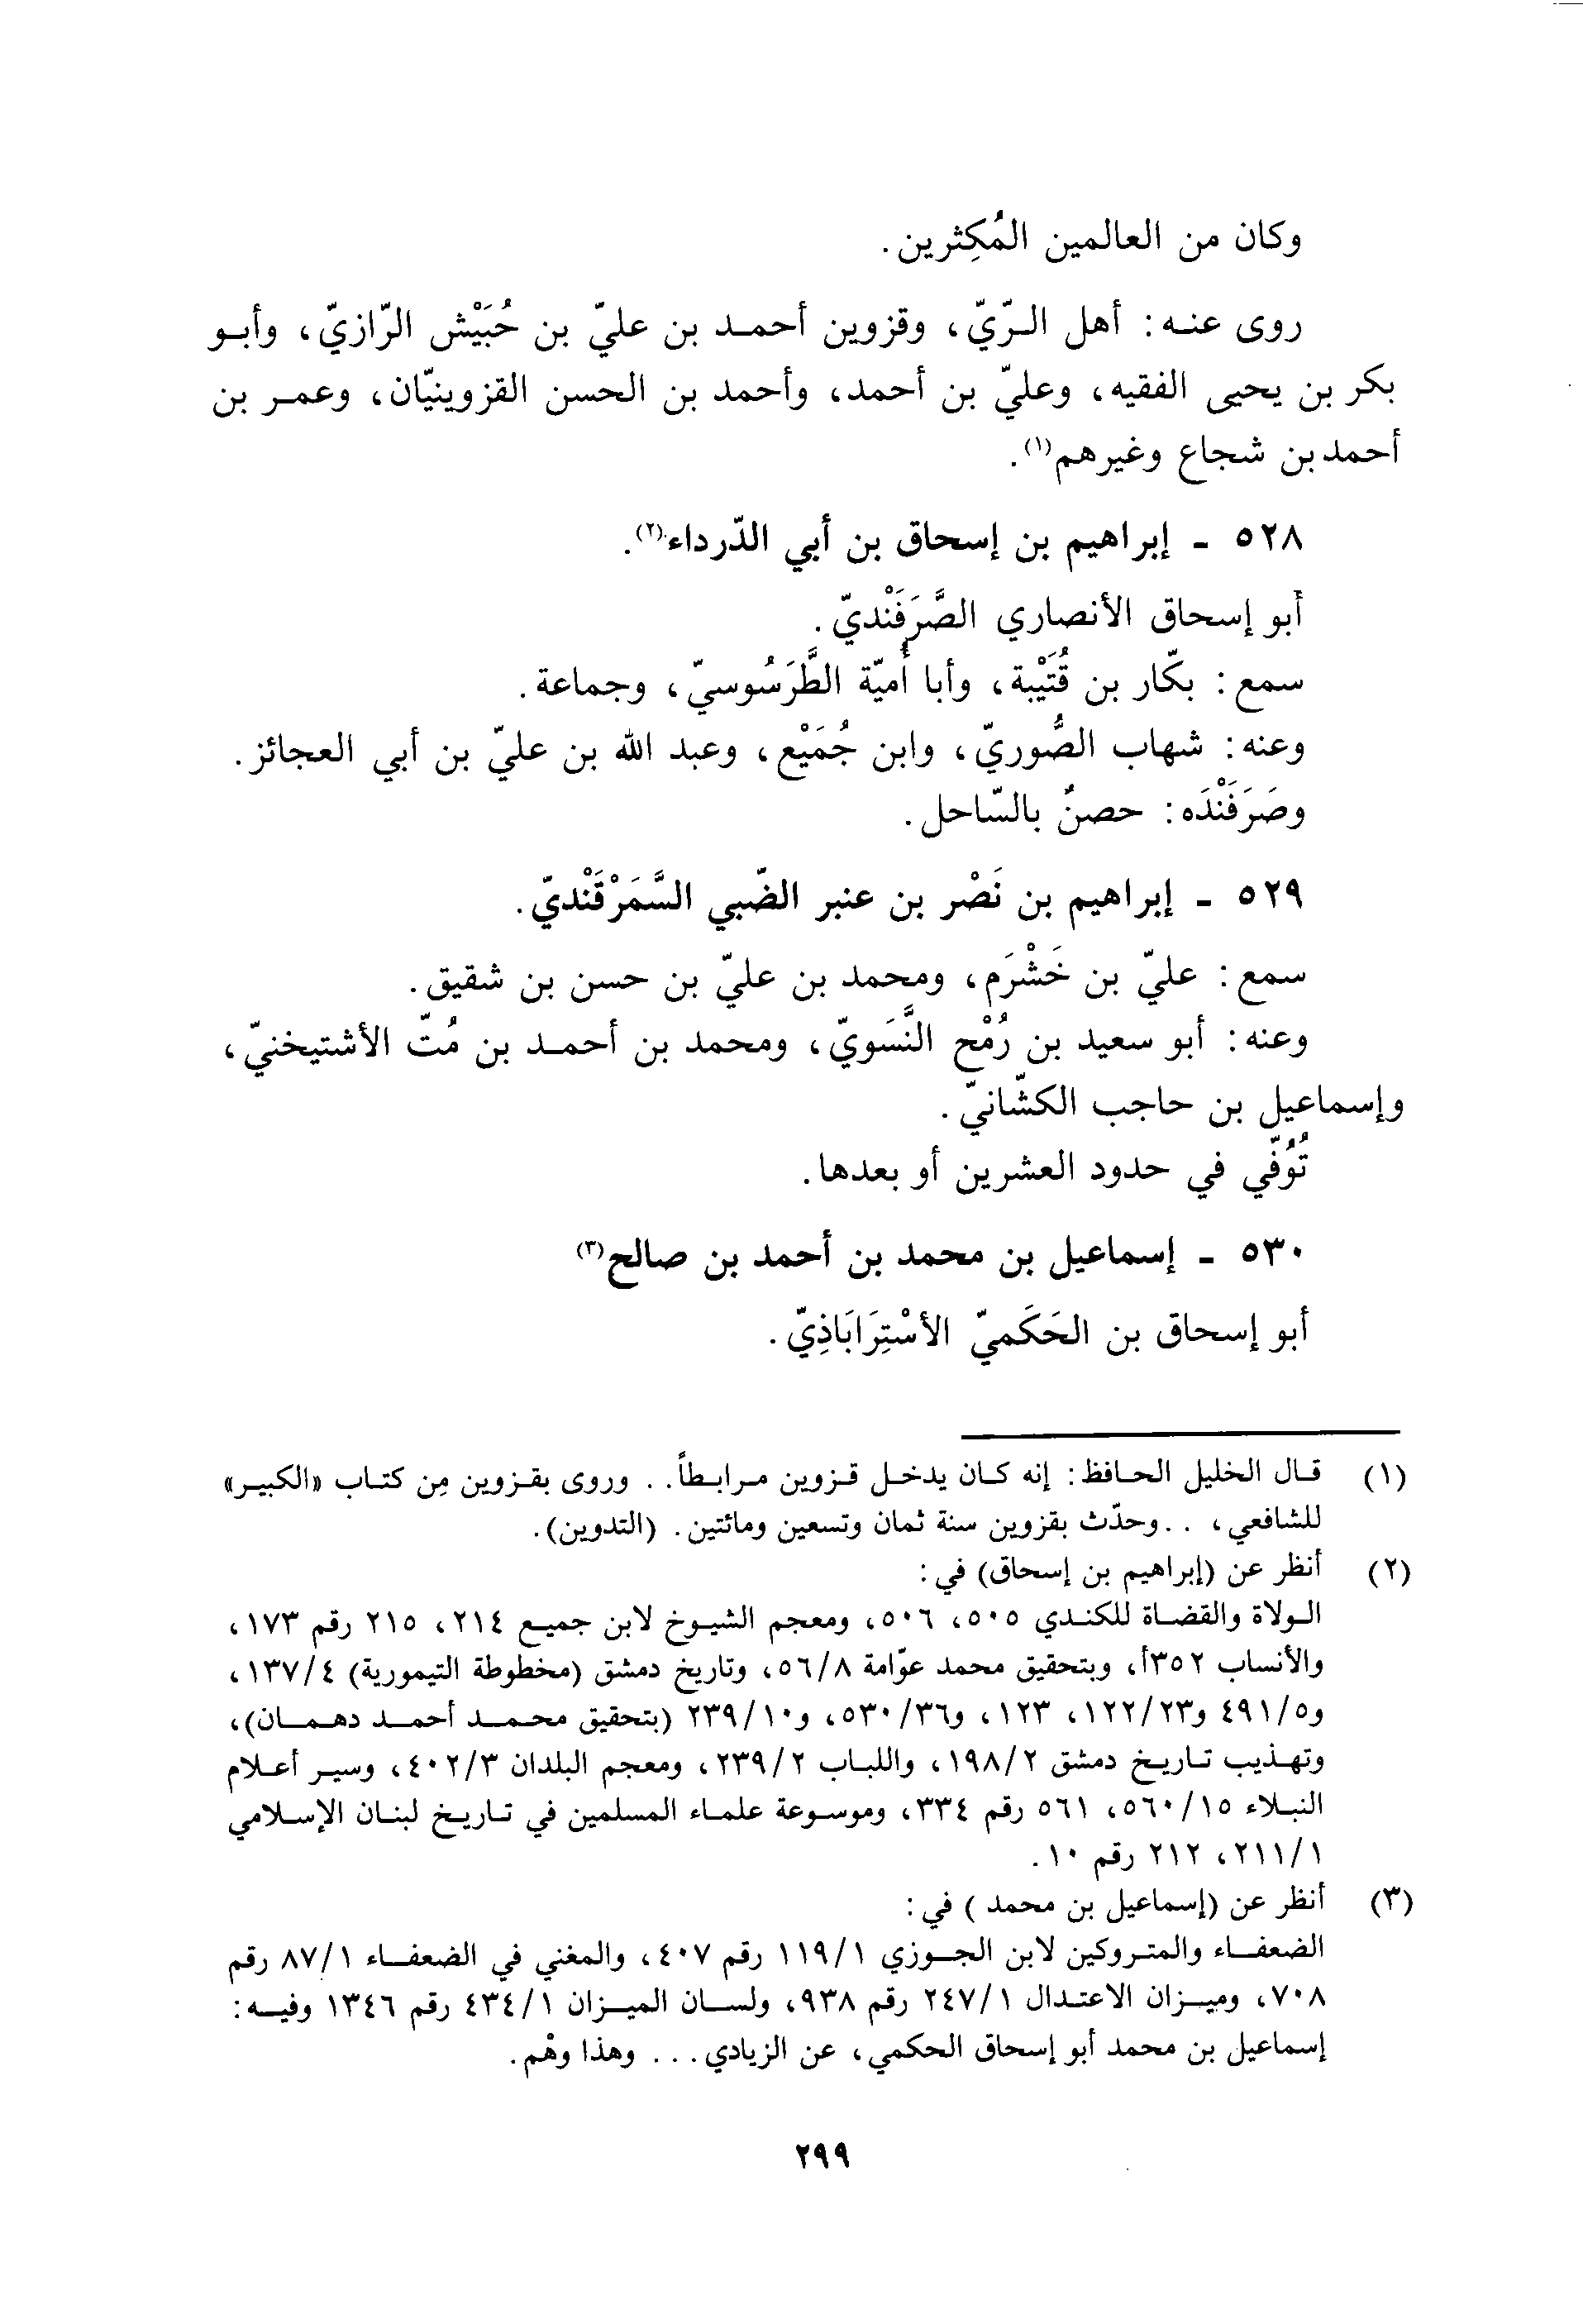 وكان من العالمين المُكِثرين.
روى عنه: أهل الرّيّ، وقزوين أحمد بن عليّ بن حُبَيْش الرّازيّ، وأبو
بكر بن يحيى الفقيه، وعليّ بن أحمد، وأحمد بن الحسن القزوينيّان، وعمر بن
أحمد بن شجاع وغيرهم(١).
٥٢٨ - إبراهيم بن إسحاق بن أبي الدّرداء(٢).
أبو إسحاق الأنصاري الصَّرَفَنْديّ.
سمع: بكّار بن قُتَيْبة، وأبا أُميّة الطَّرَسُوسيّ، وجماعة.
وعنه: شهاب الصُّوريّ، وابن جُمَيْع، وعبد الله بن عليّ بن أبي العجائز.
وصَرَفَنْدَه: حصنٌ بالسّاحل.
٥٢٩ - إبراهيم بن نَصْر بن عنبر الضّبي السَّمَرْقَنْديّ.
سمع: عليّ بن خَشْرَم، ومحمد بن عليّ بن حسن بن شقيق.
وعنه: أبو سعيد بن رُمْح النَّسَويّ، ومحمد بن أحمد بن مُتّ الأشتيخنيّ،
وإسماعيل بن حاجب الكشّانيّ.
تُوُفّي في حدود العشرين أو بعدها.
٥٣٠ - إسماعيل بن محمد بن أحمد بن صالح(٣)
أبو إسحاق بن الحَكَميّ الأسْتِرَابَاذِيّ.
(١) قال الخليل الحافظ: إنه كان يدخل قزوين مرابطاً.. وروى بقزوين مِن كتاب «الكبير»
للشافعي، .. وحدّث بقزوين سنة ثمان وتسعين ومائتين. (التدوين).
(٢) أنظر عن (إبراهيم بن إسحاق) في:
الولاة والقضاة للكندي ٥٠٥، ٥٠٦، ومعجم الشيوخ لابن جميع ٢١٤، ٢١٥ رقم ١٧٣،
والأنساب ٣٥٢أ، وبتحقيق محمد عوّامة ٥٦/٨، وتاريخ دمشق (مخطوطة التيمورية) ١٣٧/٤،
و٤٩١/٥ و١٢٢/٢٣، ١٢٣، و٥٣٠/٣٦، و٢٣٩/١٠ (بتحقيق محمد أحمد دهمان)،
وتهذيب تاريخ دمشق ١٩٨/٢، واللباب ٢٣٩/٢، ومعجم البلدان ٤٠٢/٣، وسير أعلام
النبلاء ٥٦٠/١٥، ٥٦١ رقم ٣٣٤، وموسوعة علماء المسلمين في تاريخ لبنان الإسلامي
٢١١/١، ٢١٢ رقم ١٠.
(٣) أنظر عن (إسماعيل بن محمد ) في:
الضعفاء والمتروكين لابن الجوزي ١١٩/١ رقم ٤٠٧، والمغني في الضعفاء ٨٧/١ رقم
٧٠٨، وميزان الاعتدال ٢٤٧/١ رقم ٩٣٨، ولسان الميزان ٤٣٤/١ رقم ١٣٤٦ وفيه:
إسماعيل بن محمد أبو إسحاق الحكمي، عن الزيادي... وهذا وهْم.
٢٩٩